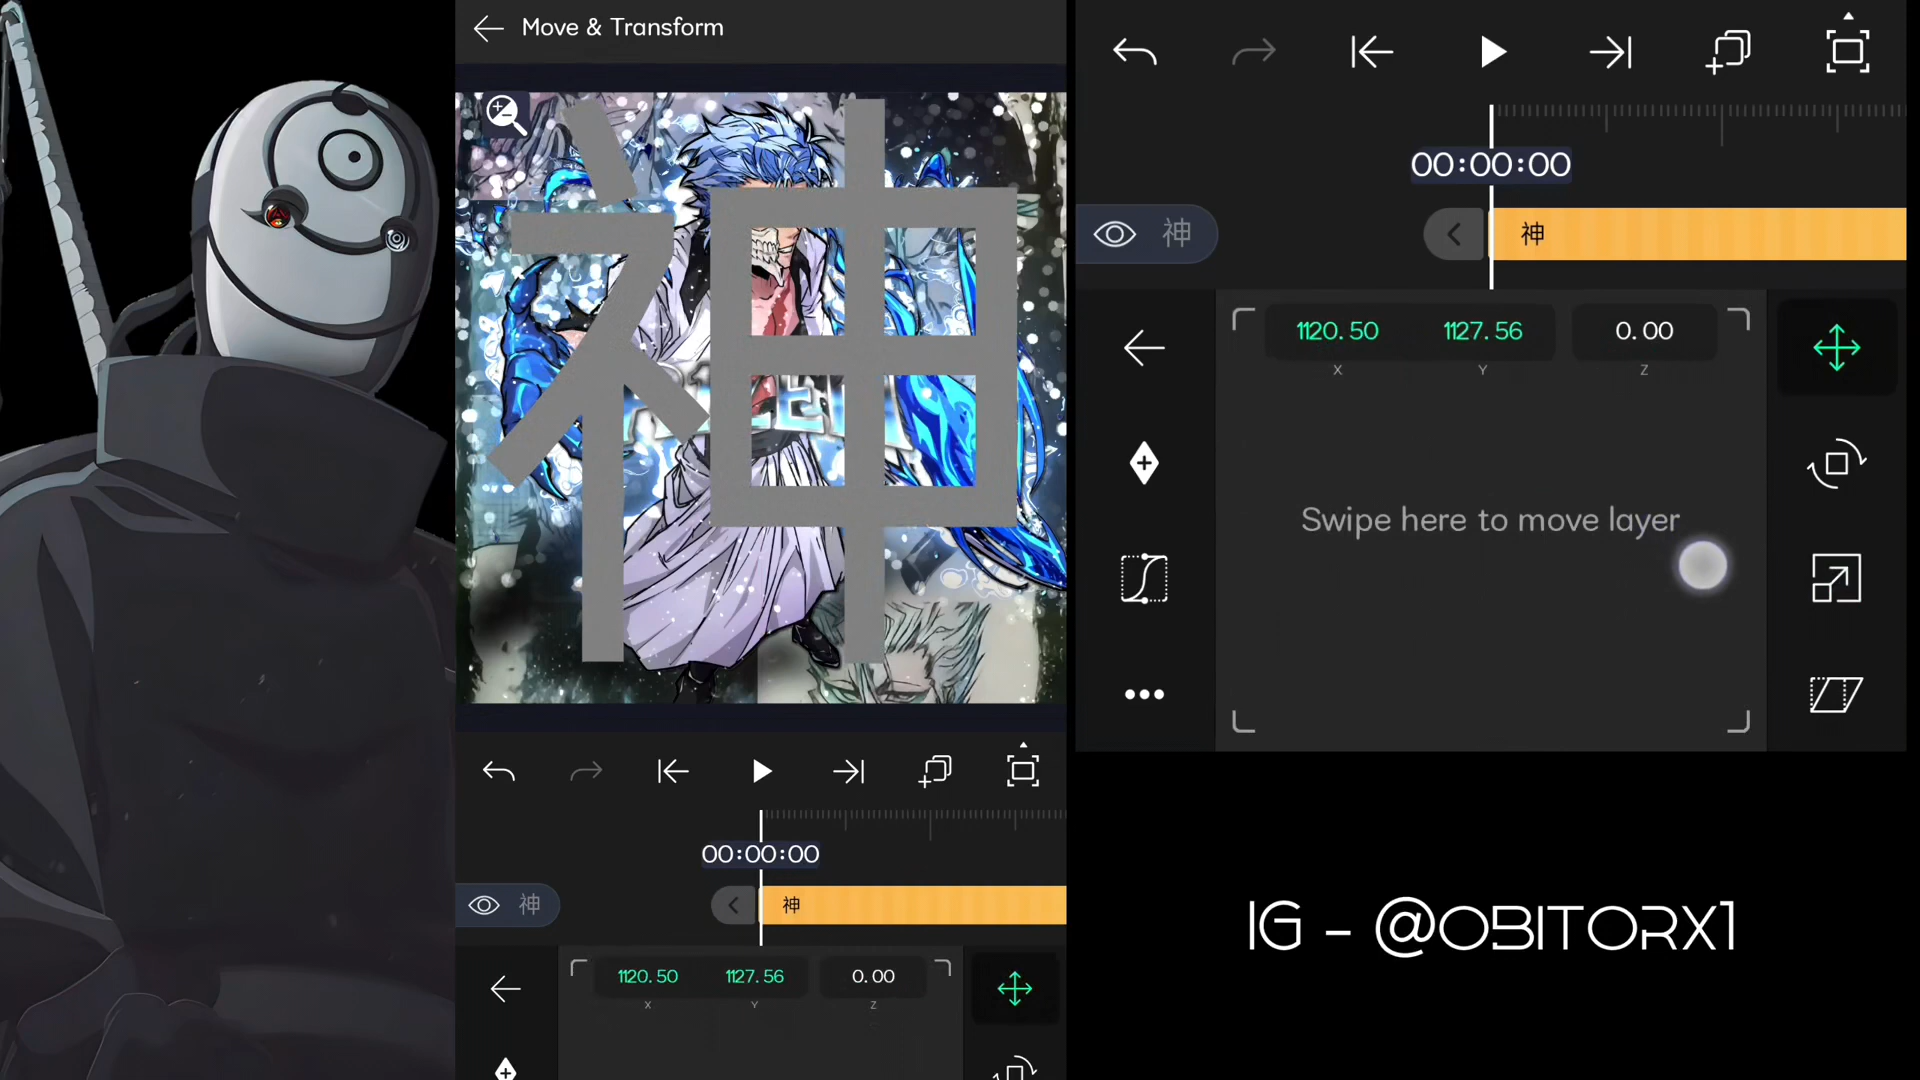 Move & Transform
神
00:00:00
神
神
1120.50
1127.56
0.00
X
Y
Z
00:00:00
神
神
1120.50
1127.56
0.00
X
Y
Z
Swipe here to move layer
IG - @OBITORX1